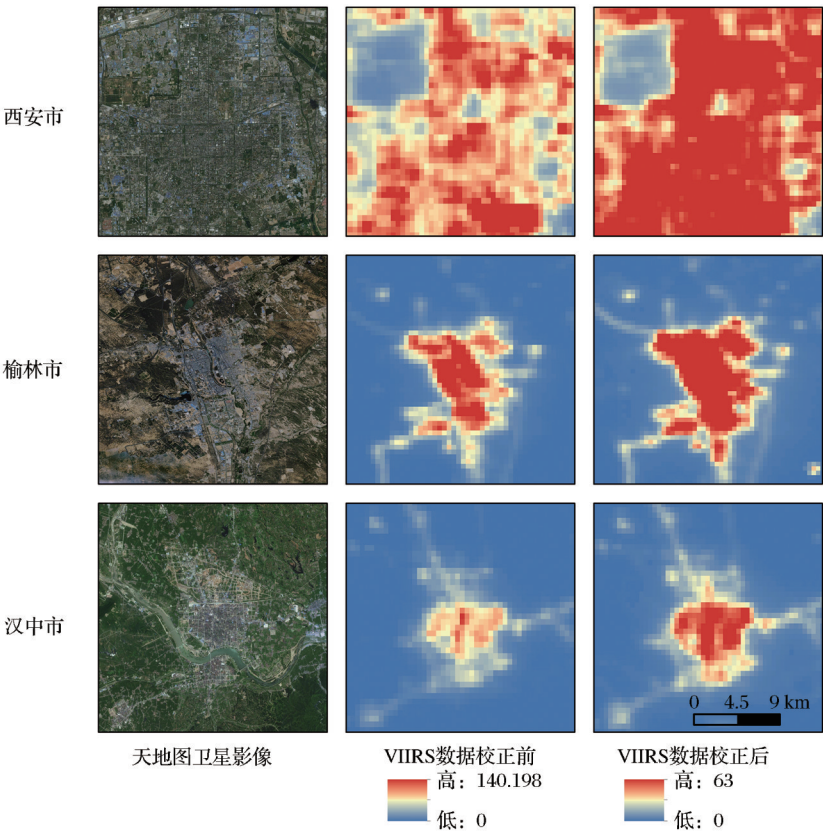 西安市
榆林市
汉中市
0 4.5 9 km
天地图卫星影像
VIIRS数据校正前
VIIRS数据校正后
高：140.198
低：0
高：63
低：0